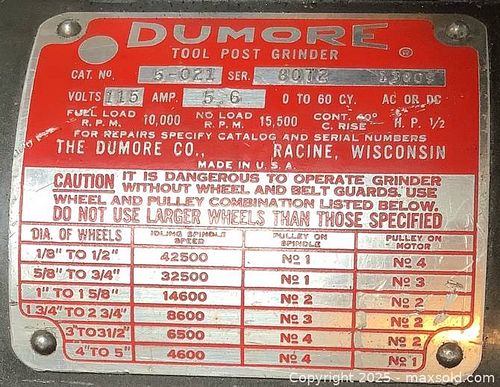 DUMORE ®
TOOL POST GRINDER
CAT. NO. 5-021 SER. 8072
VOLTS 115 AMP. 5.6 0 TO 60 CY. AC OR DC
FULL LOAD R.P.M. 10,000 NO LOAD R.P.M. 15,500 CONT. 40° C. RISE H.P. 1/2
FOR REPAIRS SPECIFY CATALOG AND SERIAL NUMBERS
THE DUMORE CO., RACINE, WISCONSIN
MADE IN U.S.A.
CAUTION IT IS DANGEROUS TO OPERATE GRINDER
WITHOUT WHEEL AND BELT GUARDS. USE
WHEEL AND PULLEY COMBINATION LISTED BELOW.
DO NOT USE LARGER WHEELS THAN THOSE SPECIFIED
DIA. OF WHEELS IDLING SPINDLE SPEED PULLEY ON SPINDLE PULLEY ON MOTOR
1/8" TO 1/2" 42500 No 1 No 4
5/8" TO 3/4" 32500 No 1 No 3
1" TO 1 5/8" 14600 No 2 No 2
1 3/4" TO 2 3/4" 8600 No 3 No 2
3" TO 3 1/2" 6500 No 4 No 2
4" TO 5" 4600 No 4 No 1
Copyright © 2025 - maxsold.com